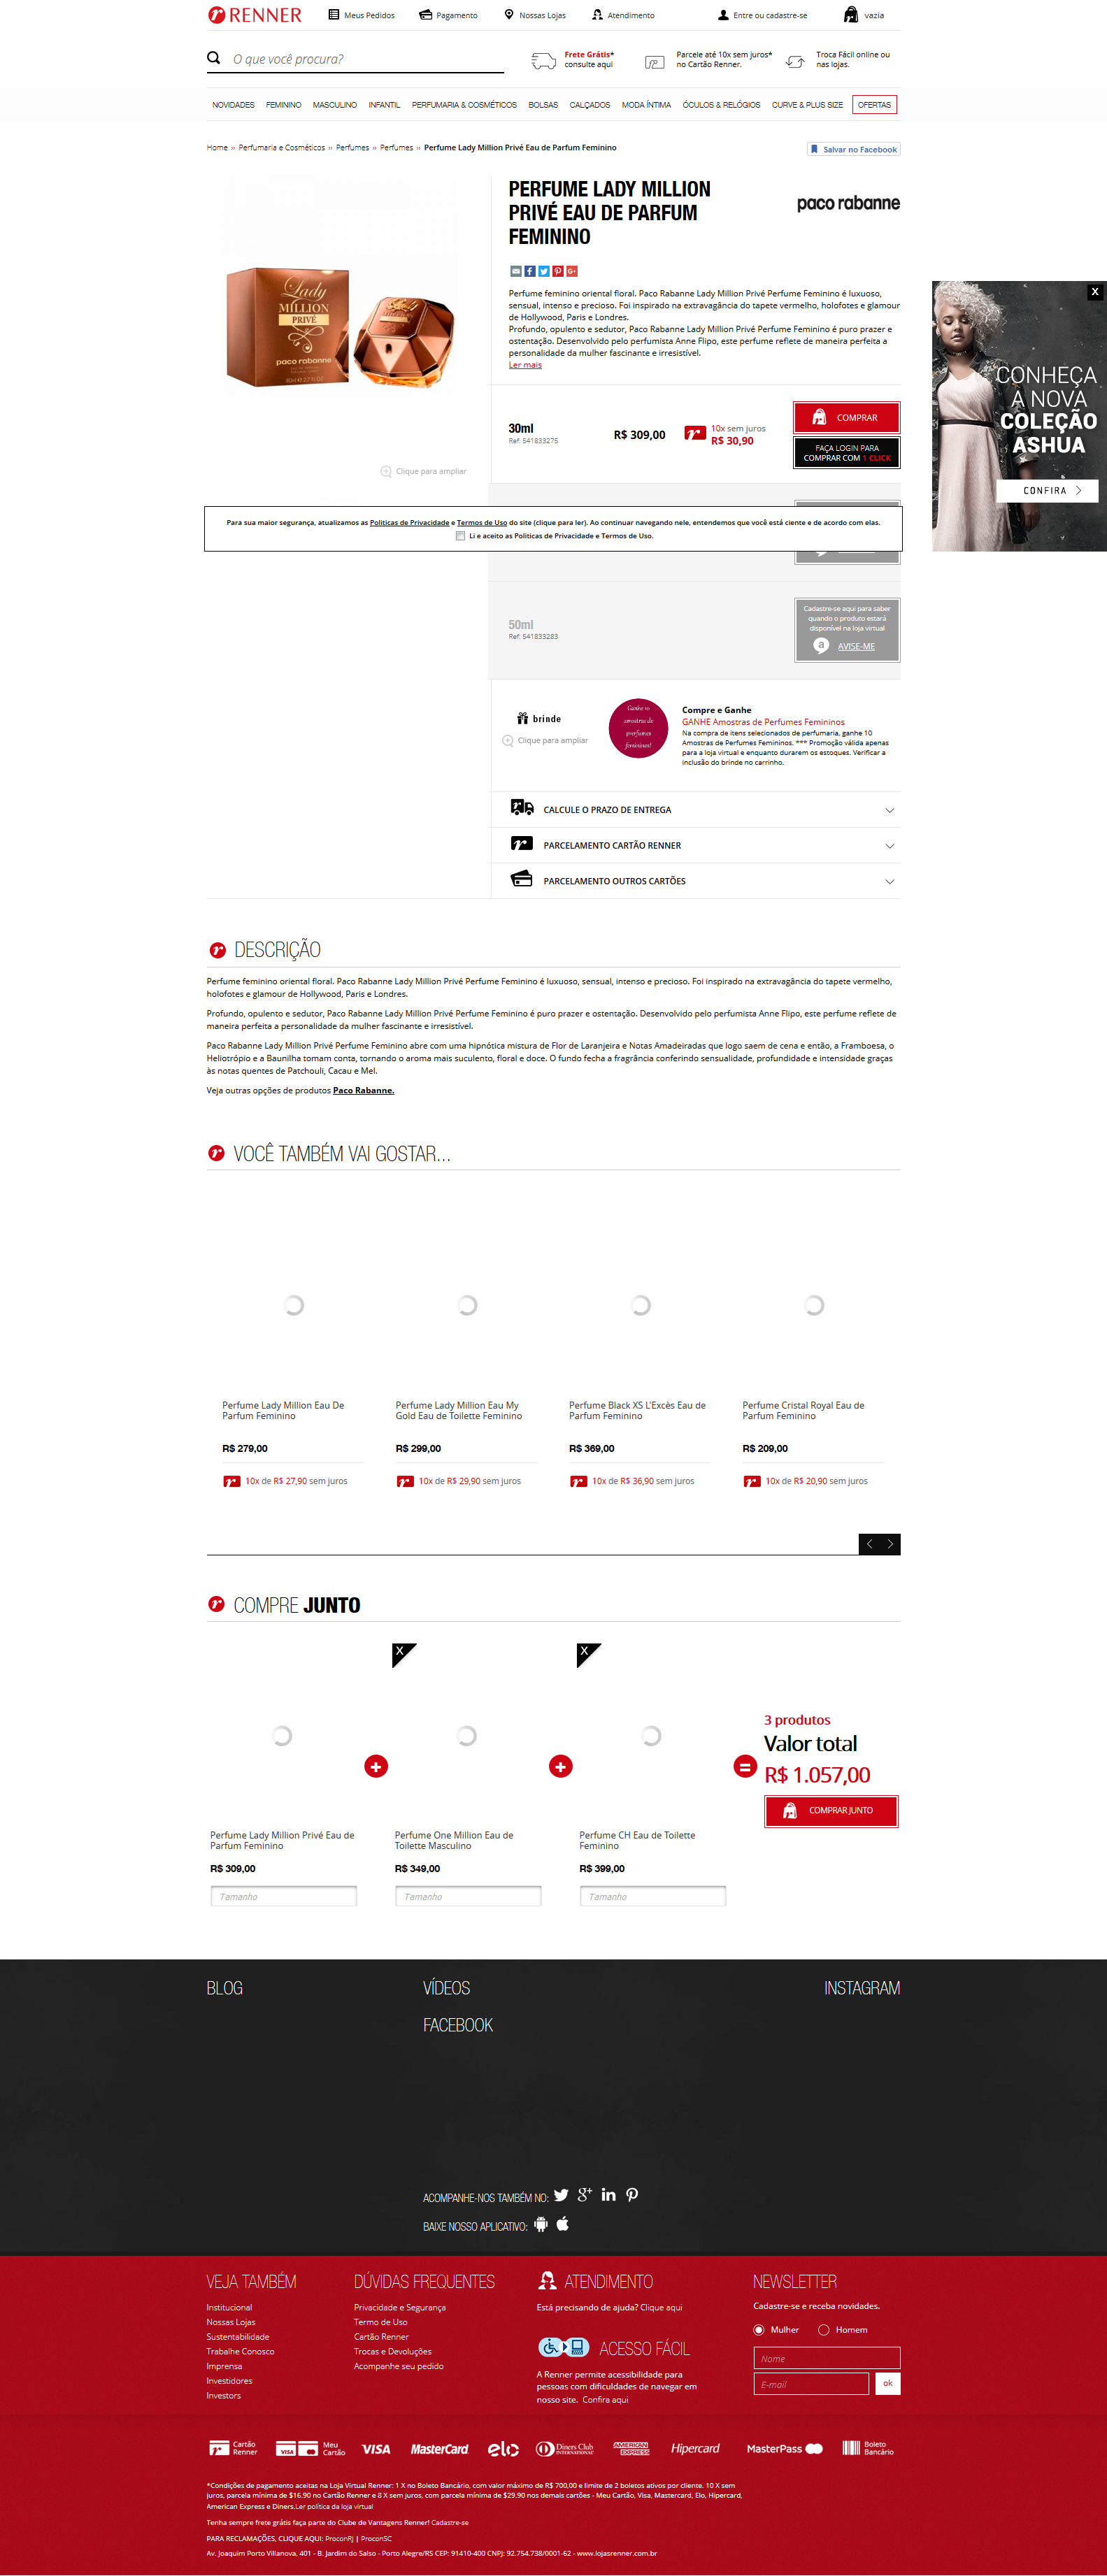 RENNER
Meus Pedidos
Pagamento
Nossas Lojas
Atendimento
Entre ou cadastre-se
vazia
O que você procura?
Frete Grátis*
consulte aqui
Parcele até 10x sem juros*
no Cartão Renner.
Troca Fácil online ou
nas lojas.
NOVIDADES FEMININO MASCULINO INFANTIL PERFUMARIA & COSMÉTICOS BOLSAS CALÇADOS MODA ÍNTIMA ÓCULOS & RELÓGIOS CURVE & PLUS SIZE OFERTAS
Home » Perfumaria e Cosméticos » Perfumes » Perfumes » Perfume Lady Million Privé Eau de Parfum Feminino
Salvar no Facebook
Lady
MILLION
PRIVÉ
paco rabanne
PERFUME LADY MILLION
PRIVÉ EAU DE PARFUM
FEMININO
paco rabanne
Perfume feminino oriental floral. Paco Rabanne Lady Million Privé Perfume Feminino é luxuoso,
sensual, intenso e precioso. Foi inspirado na extravagância do tapete vermelho, holofotes e glamour
de Hollywood, Paris e Londres.
Profundo, opulento e sedutor, Paco Rabanne Lady Million Privé Perfume Feminino é puro prazer e
ostentação. Desenvolvido pelo perfumista Anne Flipo, este perfume reflete de maneira perfeita a
personalidade da mulher fascinante e irresistível.
Ler mais
X
CONHEÇA
A NOVA
COLEÇÃO
ASHUA
CONFIRA
30ml
Ref: 541833275
R$ 309,00
10x sem juros
R$ 30,90
COMPRAR
FAÇA LOGIN PARA
COMPRAR COM 1 CLICK
Clique para ampliar
Para sua maior segurança, atualizamos as Políticas de Privacidade e Termos de Uso do site (clique para ler). Ao continuar navegando nele, entendemos que você está ciente e de acordo com elas.
Li e aceito as Politicas de Privacidade e Termos de Uso.
50ml
Ref: 541833283
Cadastre-se aqui para saber
quando o produto estará
disponível na loja virtual
a AVISE-ME
brinde
Clique para ampliar
Ganhe 10
amostras de
perfumes
femininos!
Compre e Ganhe
GANHE Amostras de Perfumes Femininos
Na compra de itens selecionados de perfumaria, ganhe 10
Amostras de Perfumes Femininos. *** Promoção válida apenas
para a loja virtual e enquanto durarem os estoques. Verificar a
inclusão do brinde no carrinho.
CALCULE O PRAZO DE ENTREGA
PARCELAMENTO CARTÃO RENNER
PARCELAMENTO OUTROS CARTÕES
DESCRIÇÃO
Perfume feminino oriental floral. Paco Rabanne Lady Million Privé Perfume Feminino é luxuoso, sensual, intenso e precioso. Foi inspirado na extravagância do tapete vermelho,
holofotes e glamour de Hollywood, Paris e Londres.
Profundo, opulento e sedutor, Paco Rabanne Lady Million Privé Perfume Feminino é puro prazer e ostentação. Desenvolvido pelo perfumista Anne Flipo, este perfume reflete de
maneira perfeita a personalidade da mulher fascinante e irresistível.
Paco Rabanne Lady Million Privé Perfume Feminino abre com uma hipnótica mistura de Flor de Laranjeira e Notas Amadeiradas que logo saem de cena e então, a Framboesa, o
Heliotrópio e a Baunilha tomam conta, tornando o aroma mais suculento, floral e doce. O fundo fecha a fragrância conferindo sensualidade, profundidade e intensidade graças
às notas quentes de Patchouli, Cacau e Mel.
Veja outras opções de produtos Paco Rabanne.
VOCÊ TAMBÉM VAI GOSTAR...
Perfume Lady Million Eau De
Parfum Feminino
R$ 279,00
10x de R$ 27,90 sem juros
Perfume Lady Million Eau My
Gold Eau de Toilette Feminino
R$ 299,00
10x de R$ 29,90 sem juros
Perfume Black XS L'Excès Eau de
Parfum Feminino
R$ 369,00
10x de R$ 36,90 sem juros
Perfume Cristal Royal Eau de
Parfum Feminino
R$ 209,00
10x de R$ 20,90 sem juros
COMPRE JUNTO
X
X
Perfume Lady Million Privé Eau de
Parfum Feminino
R$ 309,00
Tamanho
+
Perfume One Million Eau de
Toilette Masculino
R$ 349,00
Tamanho
+
Perfume CH Eau de Toilette
Feminino
R$ 399,00
Tamanho
=
3 produtos
Valor total
R$ 1.057,00
COMPRAR JUNTO
BLOG
VÍDEOS
INSTAGRAM
FACEBOOK
ACOMPANHE-NOS TAMBÉM NO:
BAIXE NOSSO APLICATIVO:
VEJA TAMBÉM
Institucional
Nossas Lojas
Sustentabilidade
Trabalhe Conosco
Imprensa
Investidores
Investors
DÚVIDAS FREQUENTES
Privacidade e Segurança
Termo de Uso
Cartão Renner
Trocas e Devoluções
Acompanhe seu pedido
ATENDIMENTO
Está precisando de ajuda? Clique aqui
ACESSO FÁCIL
A Renner permite acessibilidade para
pessoas com dificuldades de navegar em
nosso site. Confira aqui
NEWSLETTER
Cadastre-se e receba novidades.
Mulher
Homem
Nome
E-mail
ok
Cartão
Renner
VISA
Meu
Cartão
VISA
MasterCard
elo
Diners Club
INTERNATIONAL
AMERICAN
EXPRESS
Hipercard
MasterPass
Boleto
Bancário
*Condições de pagamento aceitas na Loja Virtual Renner: 1 X no Boleto Bancário, com valor máximo de R$ 700,00 e limite de 2 boletos ativos por cliente. 10 X sem
juros, parcela mínima de $16.90 no Cartão Renner e 8 X sem juros, com parcela mínima de $29.90 nos demais cartões - Meu Cartão, Visa, Mastercard, Elo, Hipercard,
American Express e Diners.Ler política da loja virtual
Tenha sempre frete grátis faça parte do Clube de Vantagens Renner! Cadastre-se
PARA RECLAMAÇÕES, CLIQUE AQUI: ProconRJ | ProconSC
Av. Joaquim Porto Villanova, 401 - B. Jardim do Salso - Porto Alegre/RS CEP: 91410-400 CNPJ: 92.754.738/0001-62 - www.lojasrenner.com.br